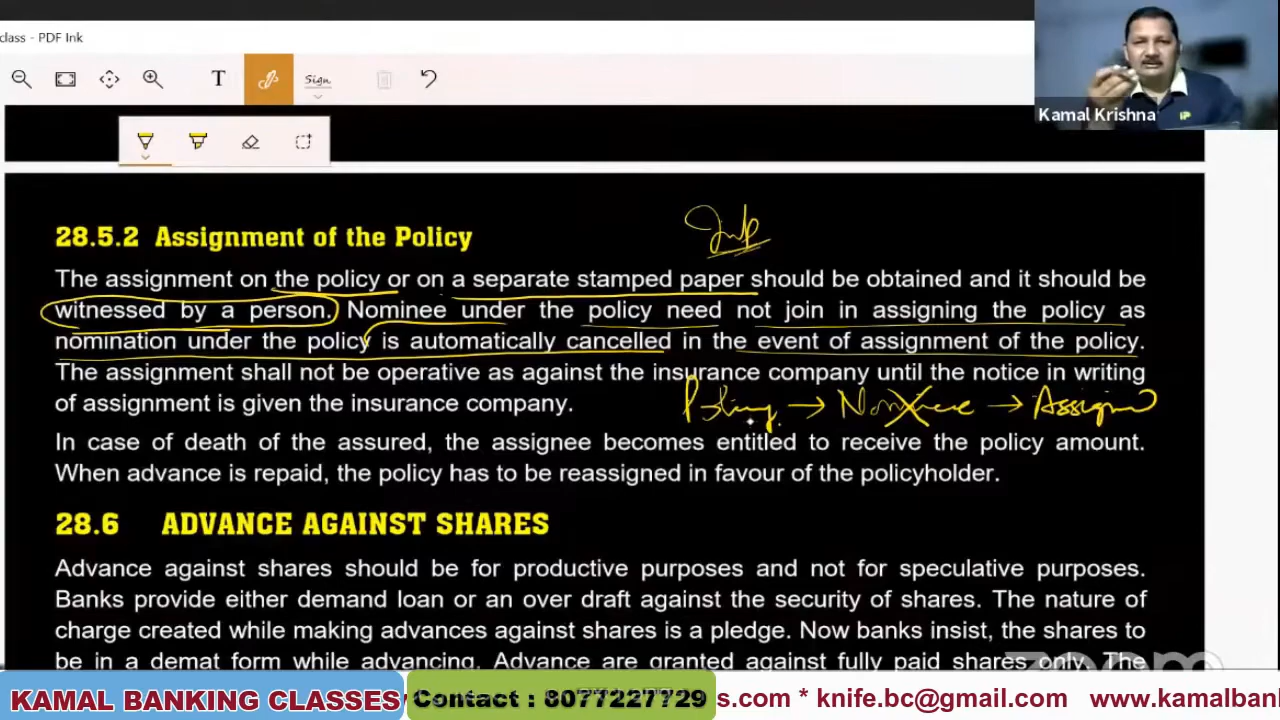 class - PDF Ink
T
Sign
Kamal Krishna
28.5.2 Assignment of the Policy
Imp
The assignment on the policy or on a separate stamped paper should be obtained and it should be
witnessed by a person. Nominee under the policy need not join in assigning the policy as
nomination under the policy is automatically cancelled in the event of assignment of the policy.
The assignment shall not be operative as against the insurance company until the notice in writing
of assignment is given the insurance company.
Policy → Nominee → Assign
In case of death of the assured, the assignee becomes entitled to receive the policy amount.
When advance is repaid, the policy has to be reassigned in favour of the policyholder.
28.6 ADVANCE AGAINST SHARES
Advance against shares should be for productive purposes and not for speculative purposes.
Banks provide either demand loan or an over draft against the security of shares. The nature of
charge created while making advances against shares is a pledge. Now banks insist, the shares to
be in a demat form while advancing. Advance are granted against fully paid shares only. The
zoom
KAMAL BANKING CLASSES Contact : 8077227729 s.com * knife.bc@gmail.com www.kamalban